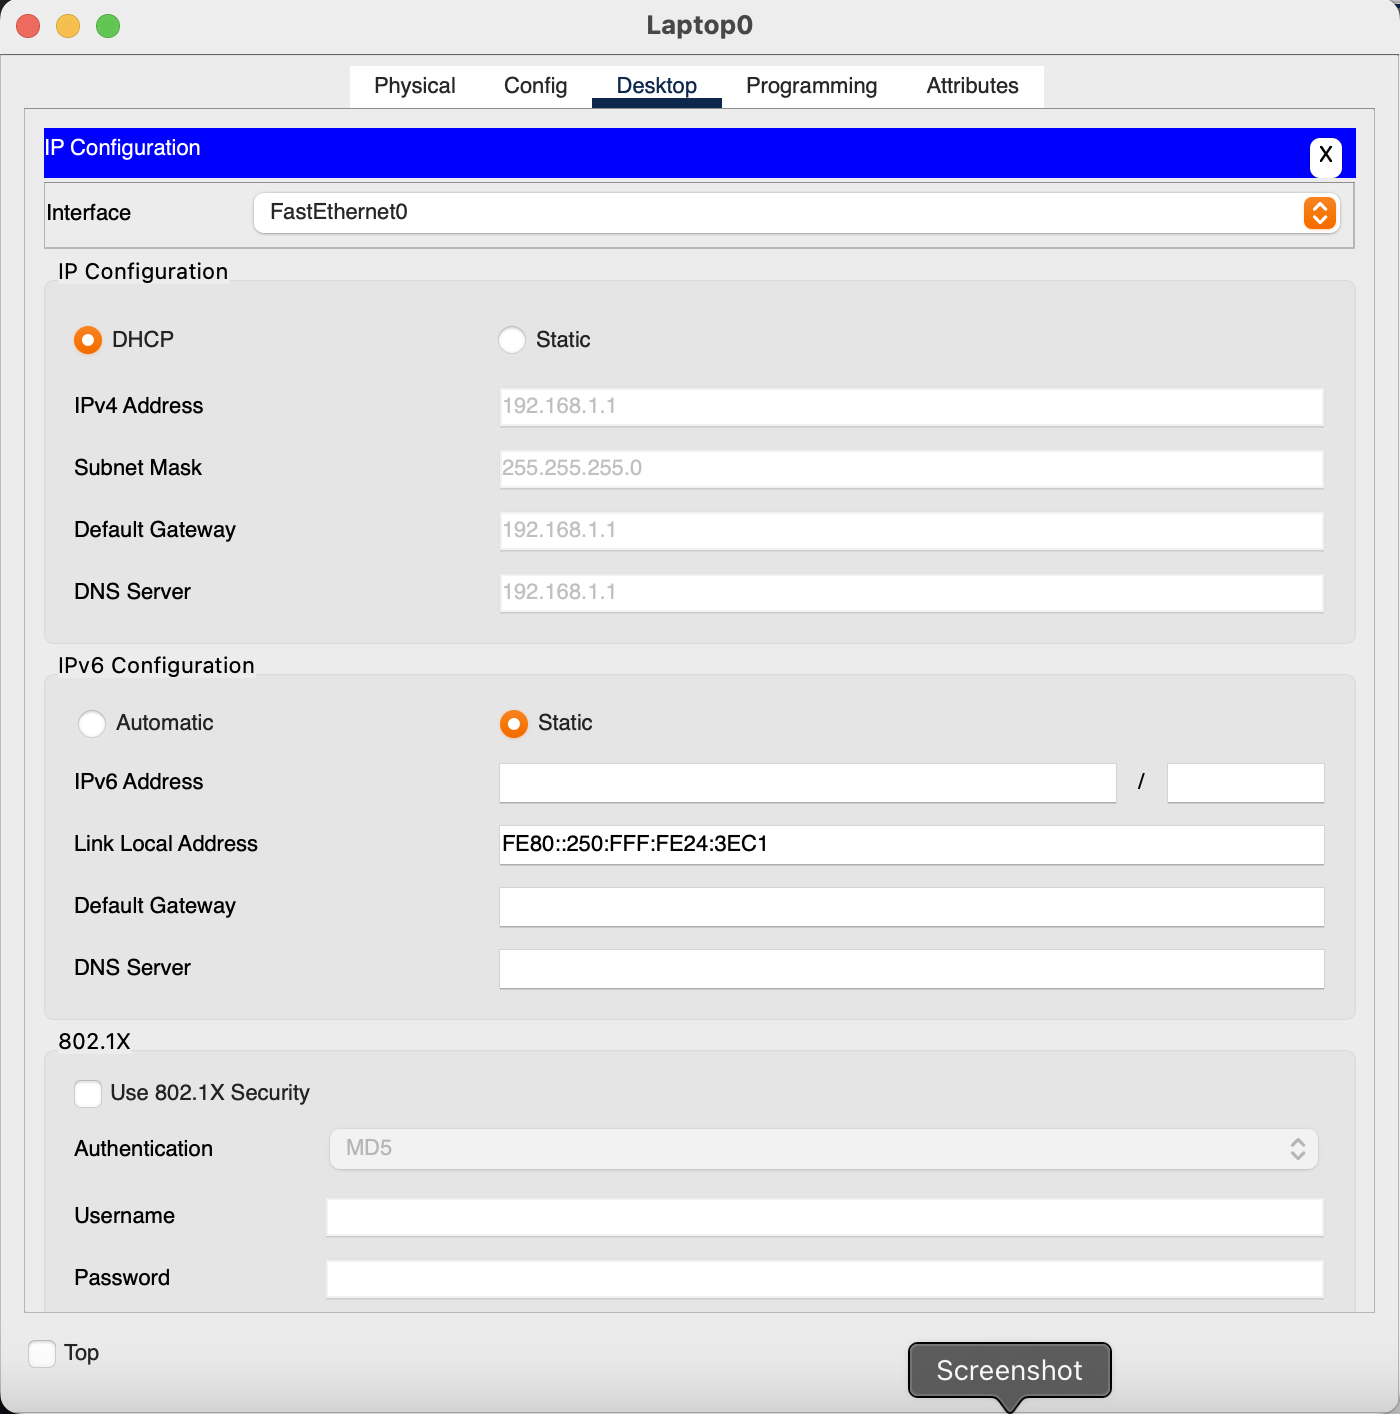 Laptop0
Physical Config Desktop Programming Attributes
IP Configuration X
Interface FastEthernet0
IP Configuration
DHCP Static
IPv4 Address 192.168.1.1
Subnet Mask 255.255.255.0
Default Gateway 192.168.1.1
DNS Server 192.168.1.1
IPv6 Configuration
Automatic Static
IPv6 Address /
Link Local Address FE80::250:FFF:FE24:3EC1
Default Gateway
DNS Server
802.1X
Use 802.1X Security
Authentication MD5
Username
Password
Top
Screenshot